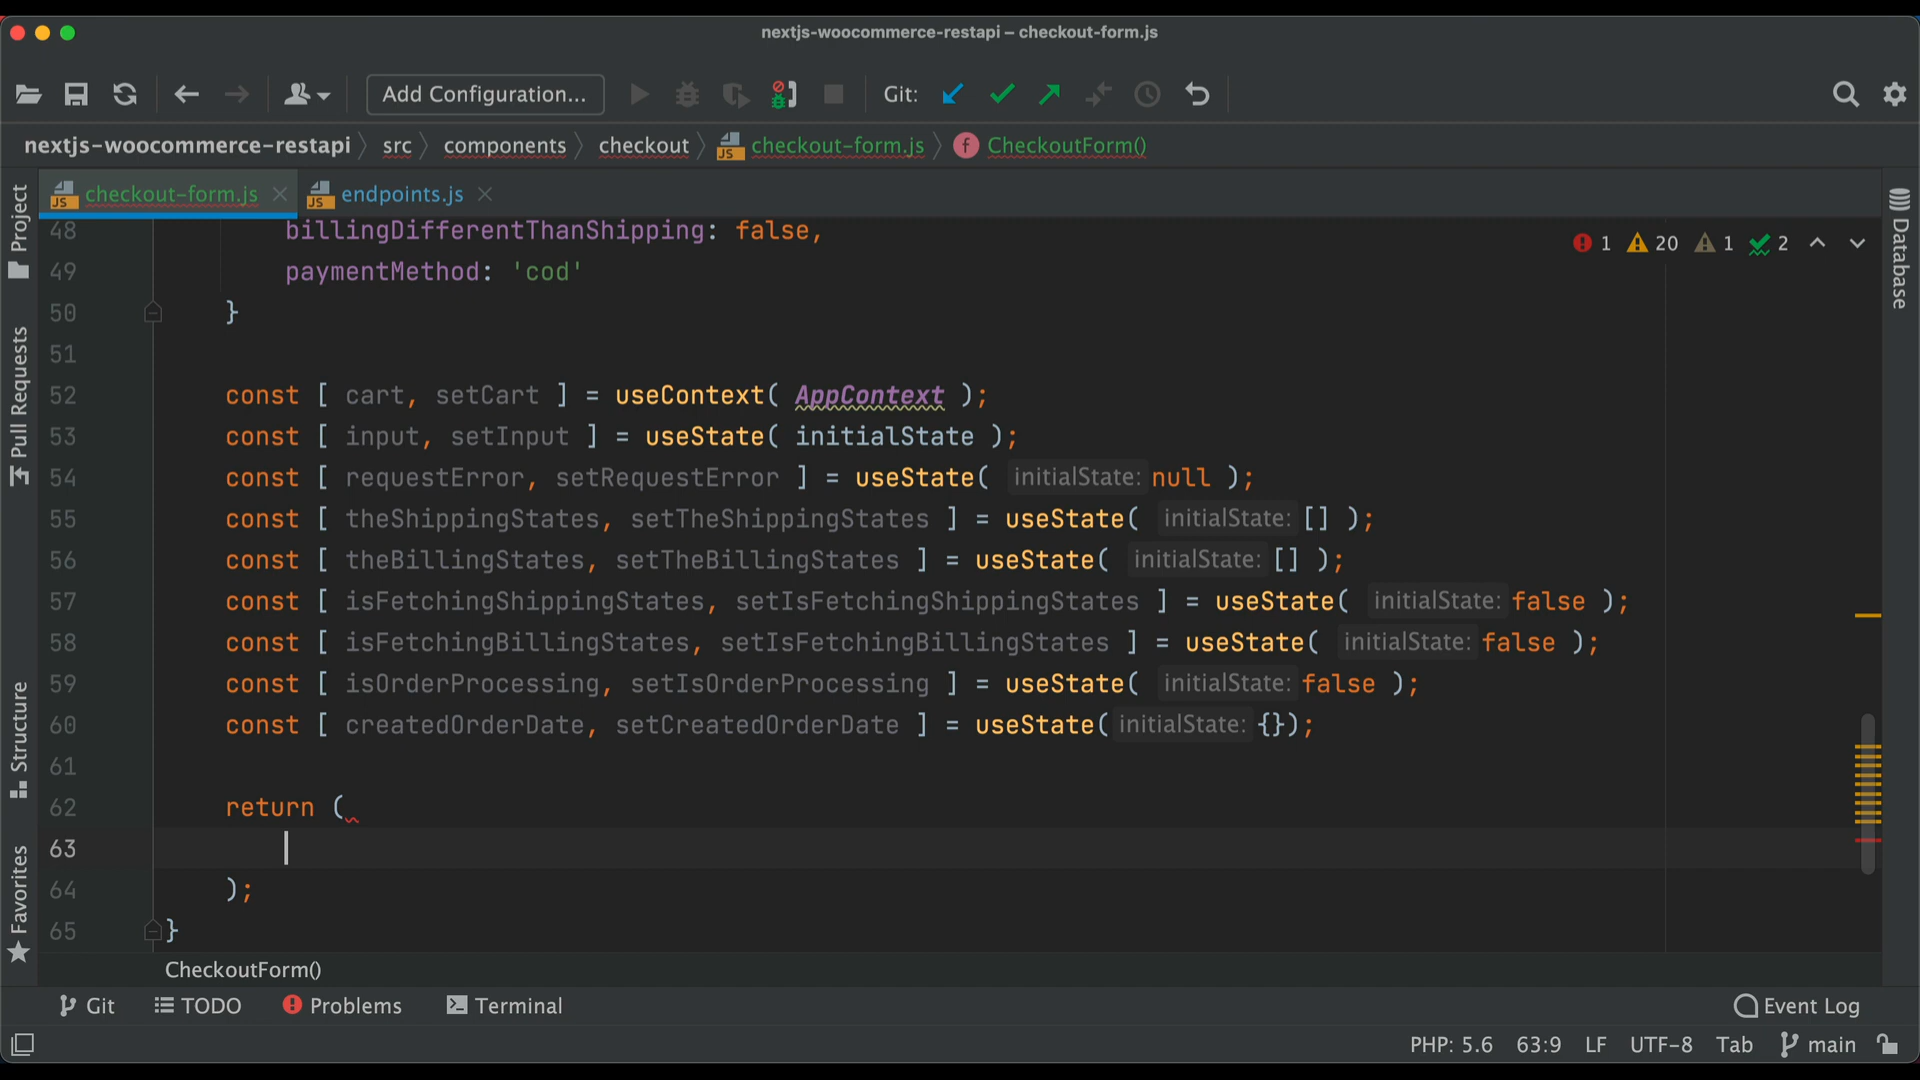 nextjs-woocommerce-restapi – checkout-form.js
Add Configuration...
Git:
nextjs-woocommerce-restapi
src
components
checkout
JS
checkout-form.js
f
CheckoutForm()
JS
checkout-form.js
JS
endpoints.js
1
20
1
2
Project
Pull Requests
Structure
Favorites
Database
48 billingDifferentThanShipping: false,
49 paymentMethod: 'cod'
50 }
51
52 const [ cart, setCart ] = useContext( AppContext );
53 const [ input, setInput ] = useState( initialState );
54 const [ requestError, setRequestError ] = useState( initialState: null );
55 const [ theShippingStates, setTheShippingStates ] = useState( initialState: [] );
56 const [ theBillingStates, setTheBillingStates ] = useState( initialState: [] );
57 const [ isFetchingShippingStates, setIsFetchingShippingStates ] = useState( initialState: false );
58 const [ isFetchingBillingStates, setIsFetchingBillingStates ] = useState( initialState: false );
59 const [ isOrderProcessing, setIsOrderProcessing ] = useState( initialState: false );
60 const [ createdOrderDate, setCreatedOrderDate ] = useState( initialState: {});
61
62 return (
63
64 );
65 }
CheckoutForm()
Git
TODO
Problems
Terminal
Event Log
PHP: 5.6
63:9
LF
UTF-8
Tab
main